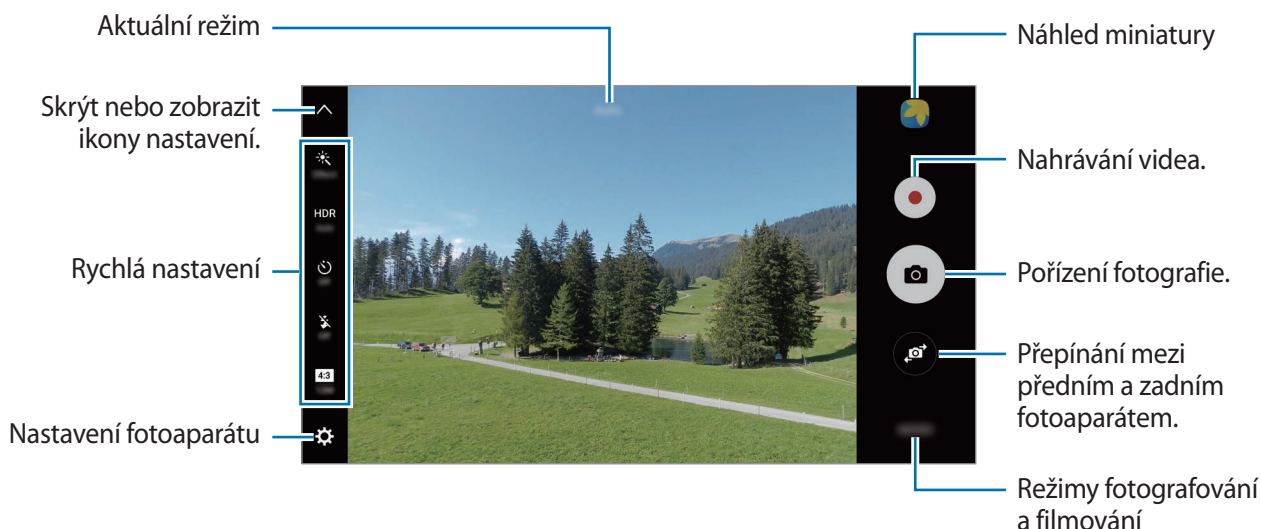 Aktuální režim
Skrýt nebo zobrazit
ikony nastavení.
Rychlá nastavení
Nastavení fotoaparátu
HDR
4:3
Náhled miniatury
Nahrávání videa.
Pořízení fotografie.
Přepínání mezi
předním a zadním
fotoaparátem.
Režimy fotografování
a filmování